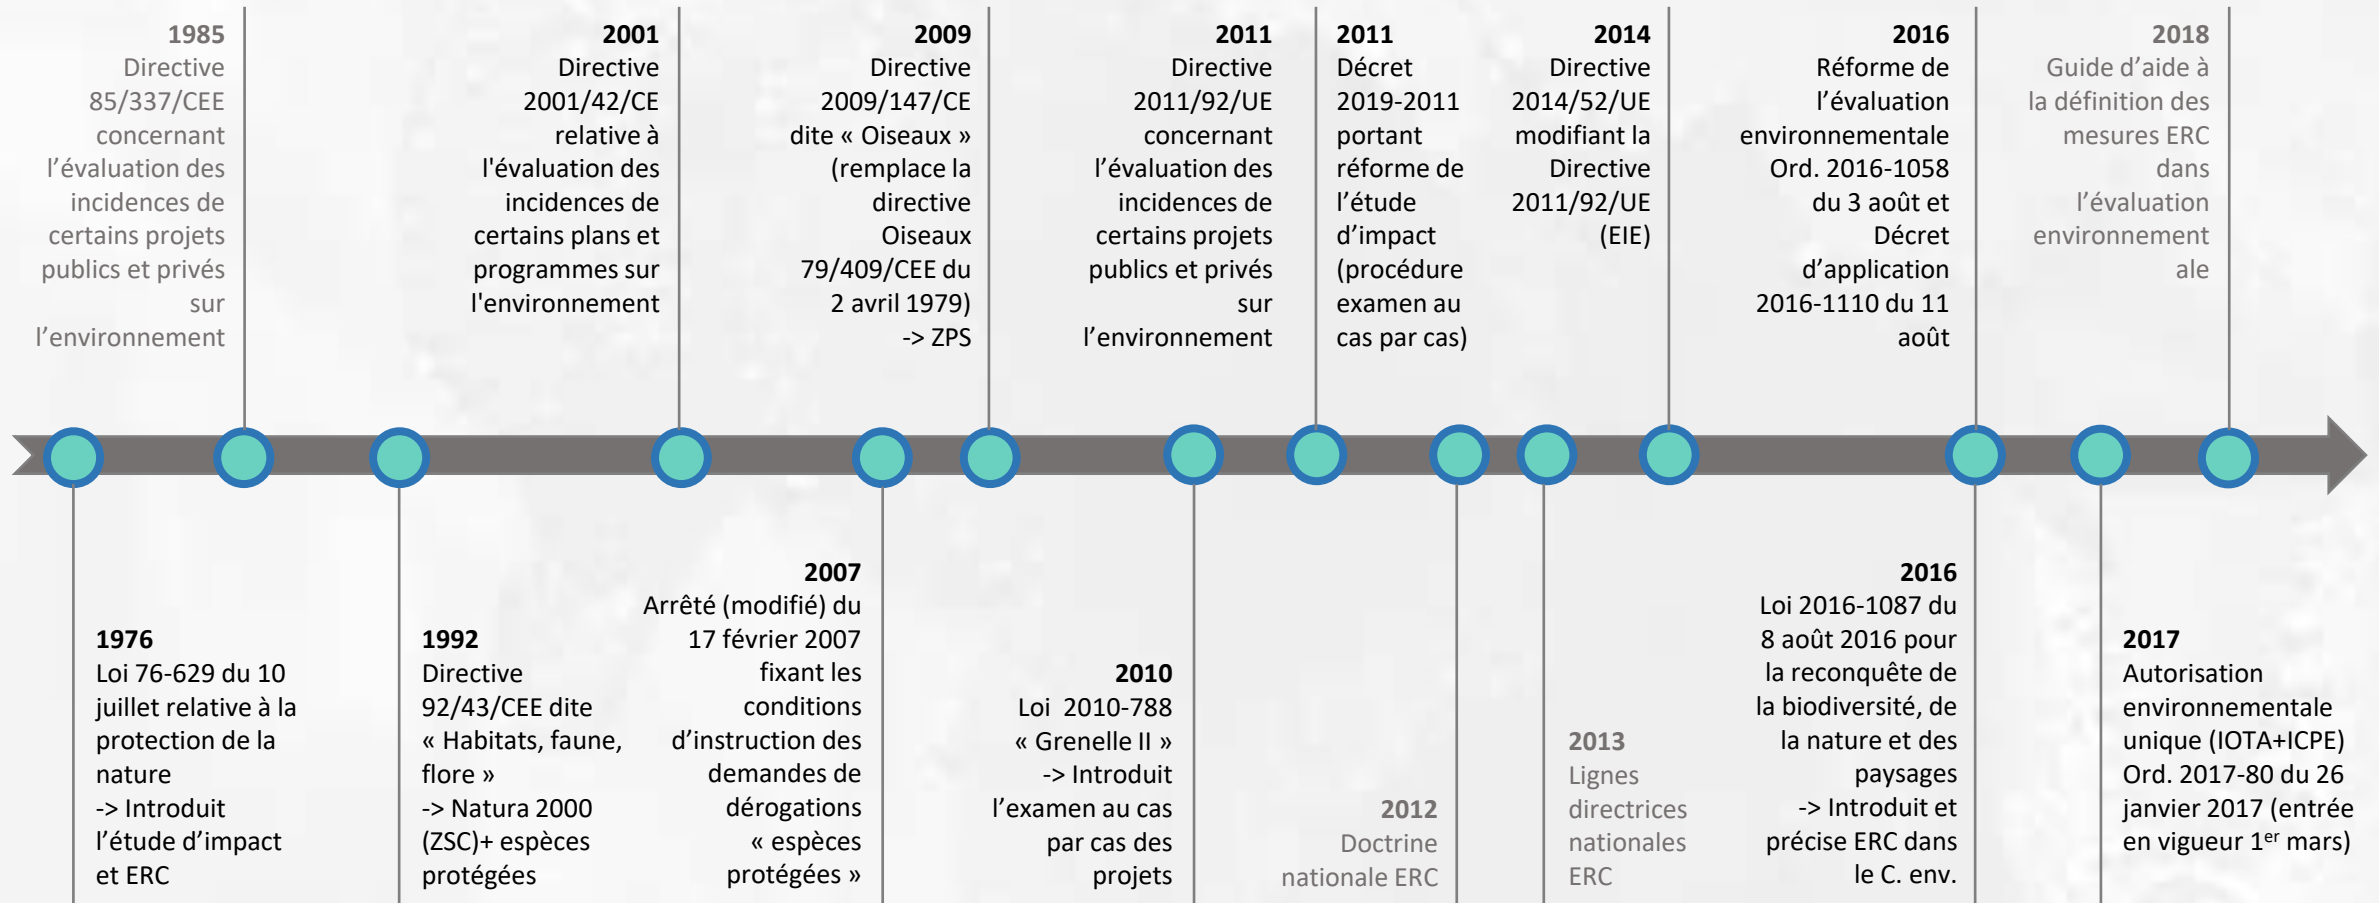 1985
Directive
85/337/CEE
concernant
l’évaluation des
incidences de
certains projets
publics et privés
sur
l’environnement
2001
Directive
2001/42/CE
relative à
l'évaluation des
incidences de
certains plans et
programmes sur
l'environnement
2009
Directive
2009/147/CE
dite « Oiseaux »
(remplace la
directive
Oiseaux
79/409/CEE du
2 avril 1979)
-> ZPS
2011
Directive
2011/92/UE
concernant
l’évaluation des
incidences de
certains projets
publics et privés
sur
l’environnement
2011
Décret
2019-2011
portant
réforme de
l’étude
d’impact
(procédure
examen au
cas par cas)
2014
Directive
2014/52/UE
modifiant la
Directive
2011/92/UE
(EIE)
2016
Réforme de
l’évaluation
environnementale
Ord. 2016-1058
du 3 août et
Décret
d’application
2016-1110 du 11
août
2018
Guide d’aide à
la définition des
mesures ERC
dans
l’évaluation
environnement
ale
1976
Loi 76-629 du 10
juillet relative à la
protection de la
nature
-> Introduit
l’étude d’impact
et ERC
1992
Directive
92/43/CEE dite
« Habitats, faune,
flore »
-> Natura 2000
(ZSC)+ espèces
protégées
2007
Arrêté (modifié) du
17 février 2007
fixant les
conditions
d’instruction des
demandes de
dérogations
« espèces
protégées »
2010
Loi 2010-788
« Grenelle II »
-> Introduit
l’examen au cas
par cas des
projets
2012
Doctrine
nationale ERC
2013
Lignes
directrices
nationales
ERC
2016
Loi 2016-1087 du
8 août 2016 pour
la reconquête de
la biodiversité, de
la nature et des
paysages
-> Introduit et
précise ERC dans
le C. env.
2017
Autorisation
environnementale
unique (IOTA+ICPE)
Ord. 2017-80 du 26
janvier 2017 (entrée
en vigueur 1er mars)